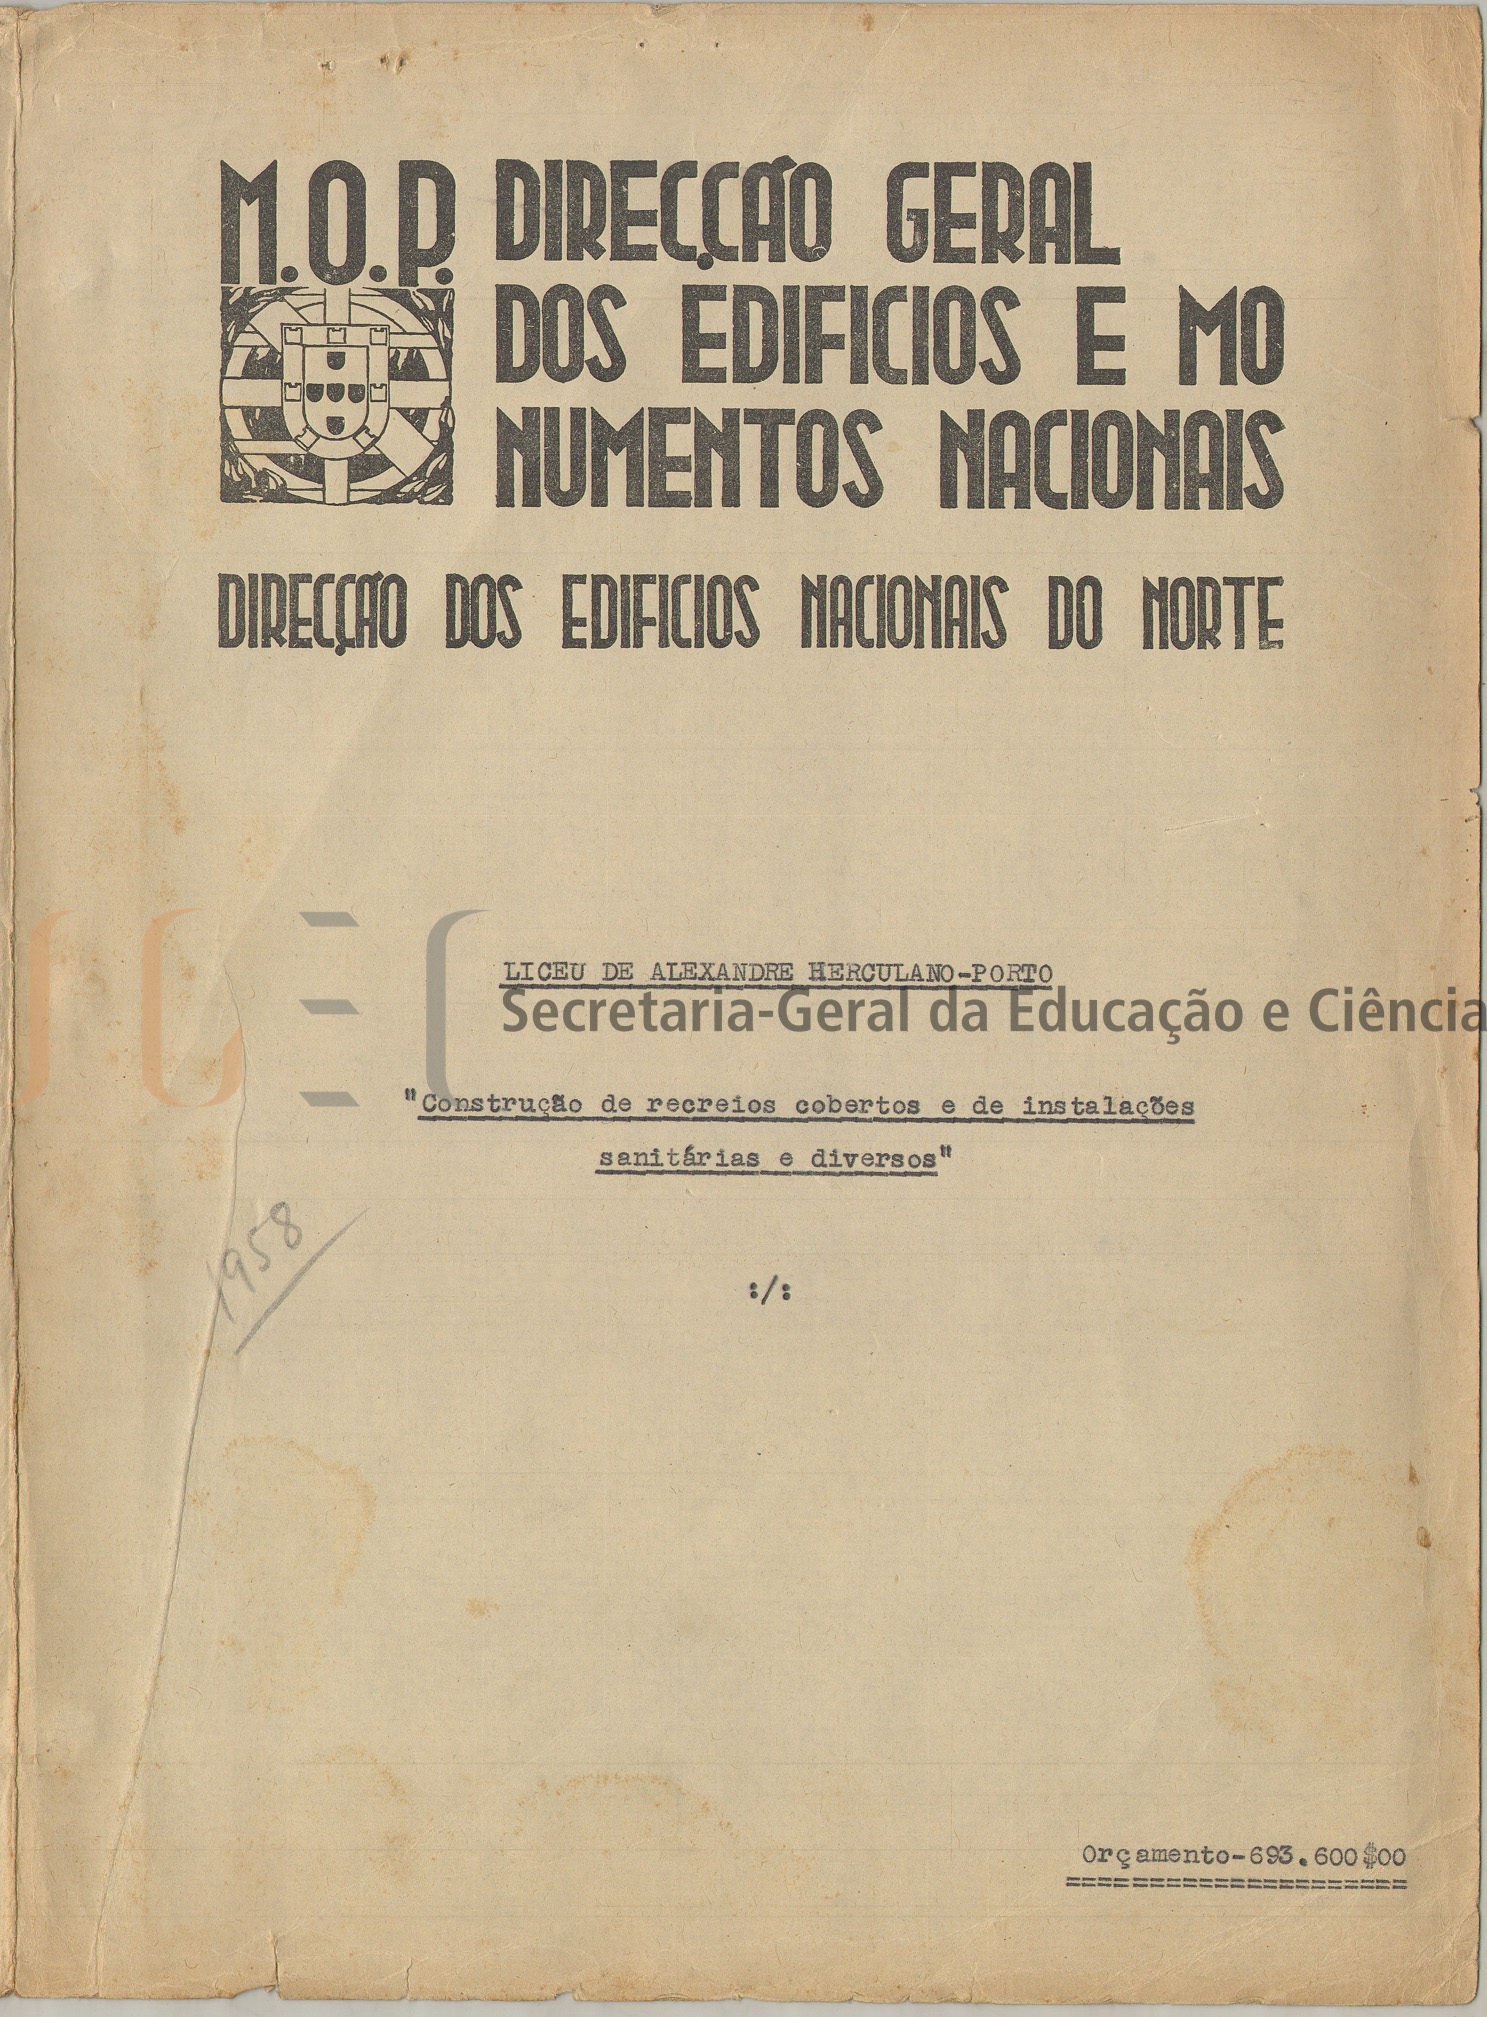 M.O.P.
DIRECÇÃO GERAL
DOS EDIFICIOS E MO
NUMENTOS NACIONAIS
DIRECÇÃO DOS EDIFICIOS NACIONAIS DO NORTE
LICEU DE ALEXANDRE HERCULANO-PORTO
Secretaria-Geral da Educação e Ciência
"Construção de recreios cobertos e de instalações
sanitárias e diversos"
1958
:/:
Orçamento-693.600$00